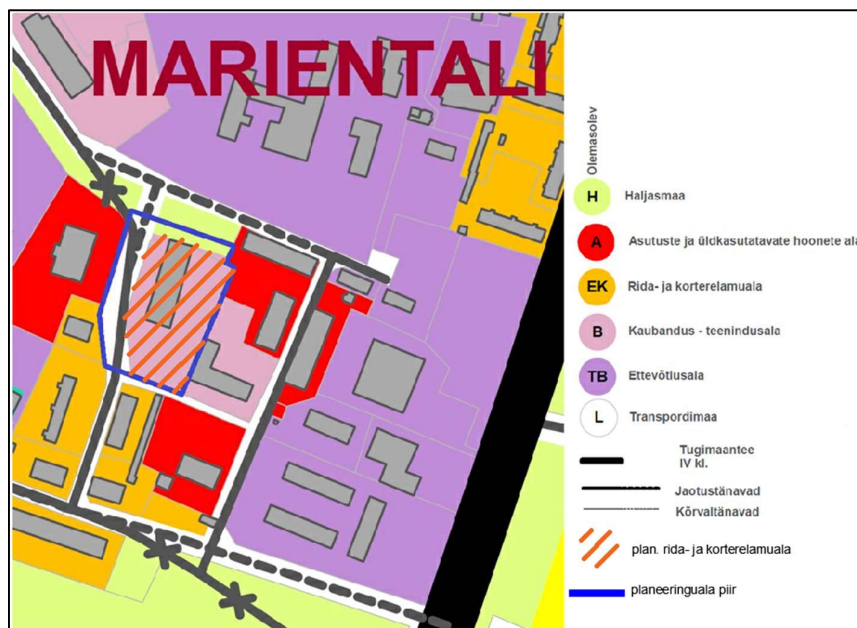 MARIENTALI
Olemasolev
H Haljasmaa
A Asutuste ja üldkasutatavate hoonete ala
EK Rida- ja korterelamuala
B Kaubandus - teenindusala
TB Ettevõtlusala
L Transpordimaa
Tugimaantee
IV kl.
Jaotustänavad
Kõrvaltänavad
plan. rida- ja korterelamuala
planeeringuala piir